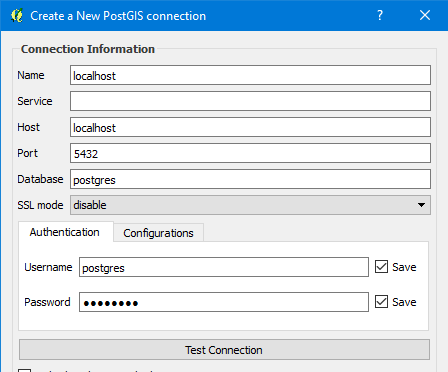 Create a New PostGIS connection
Connection Information
Name localhost
Service
Host localhost
Port 5432
Database postgres
SSL mode disable
Authentication Configurations
Username postgres Save
Password ●●●●●●●● Save
Test Connection